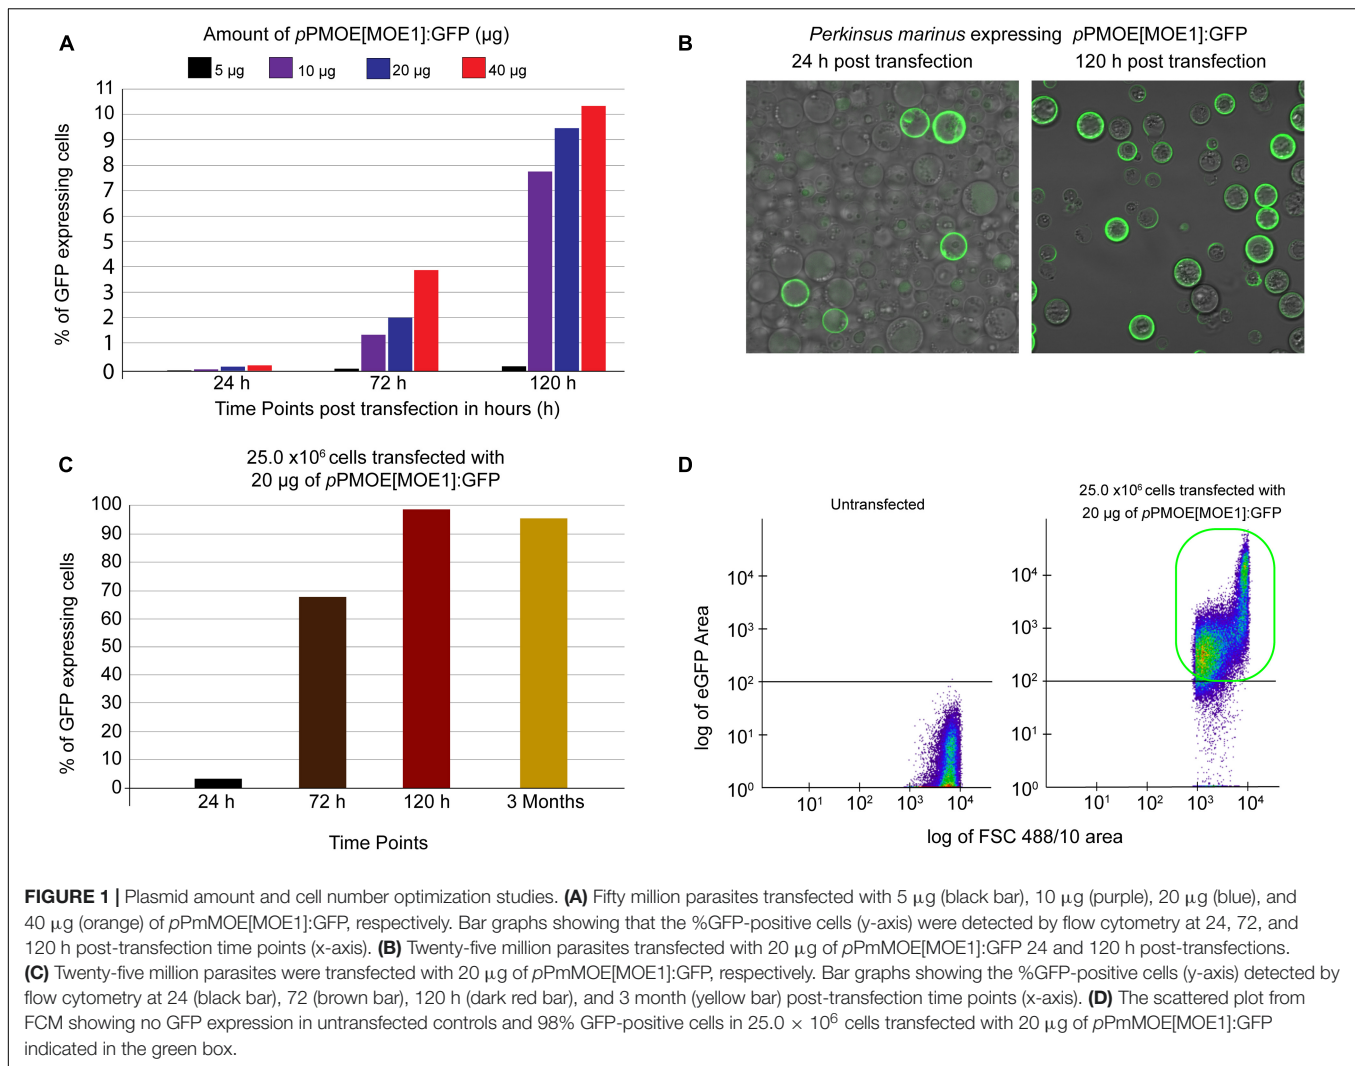 A
Amount of pPMOE[MOE1]:GFP (µg)
5 µg
10 µg
20 µg
40 µg
% of GFP expressing cells
11
10
9
8
7
6
5
4
3
2
1
0
24 h
72 h
120 h
Time Points post transfection in hours (h)
B
Perkinsus marinus expressing pPMOE[MOE1]:GFP
24 h post transfection
120 h post transfection
C
25.0 x10⁶ cells transfected with
20 µg of pPMOE[MOE1]:GFP
% of GFP expressing cells
100
90
80
70
60
50
40
30
20
10
0
24 h
72 h
120 h
3 Months
Time Points
D
Untransfected
25.0 x10⁶ cells transfected with
20 µg of pPMOE[MOE1]:GFP
log of eGFP Area
10⁴
10³
10²
10¹
10⁰
10¹
10²
10³
10⁴
10⁴
10³
10²
10¹
10⁰
10¹
10²
10³
10⁴
log of FSC 488/10 area
FIGURE 1 | Plasmid amount and cell number optimization studies. (A) Fifty million parasites transfected with 5 µg (black bar), 10 µg (purple), 20 µg (blue), and
40 µg (orange) of pPmMOE[MOE1]:GFP, respectively. Bar graphs showing that the %GFP-positive cells (y-axis) were detected by flow cytometry at 24, 72, and
120 h post-transfection time points (x-axis). (B) Twenty-five million parasites transfected with 20 µg of pPmMOE[MOE1]:GFP 24 and 120 h post-transfections.
(C) Twenty-five million parasites were transfected with 20 µg of pPmMOE[MOE1]:GFP, respectively. Bar graphs showing the %GFP-positive cells (y-axis) detected by
flow cytometry at 24 (black bar), 72 (brown bar), 120 h (dark red bar), and 3 month (yellow bar) post-transfection time points (x-axis). (D) The scattered plot from
FCM showing no GFP expression in untransfected controls and 98% GFP-positive cells in 25.0 × 10⁶ cells transfected with 20 µg of pPmMOE[MOE1]:GFP
indicated in the green box.